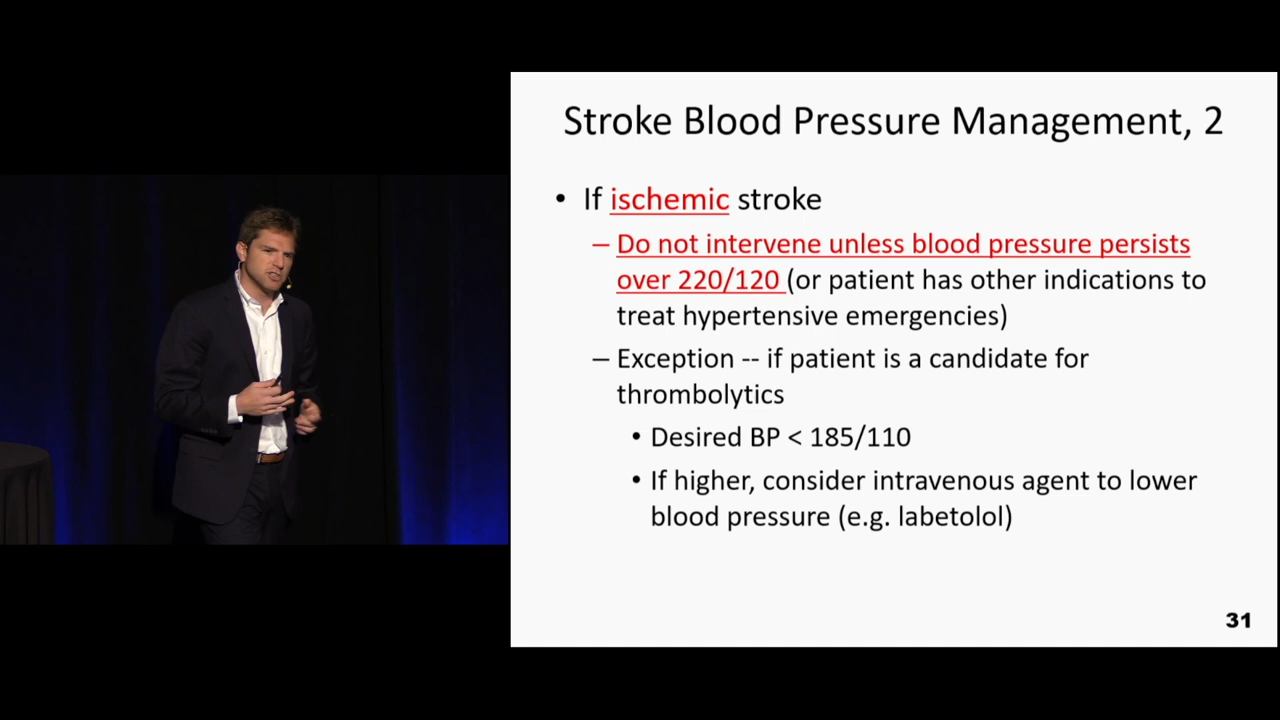 Stroke Blood Pressure Management, 2
• If ischemic stroke
– Do not intervene unless blood pressure persists
over 220/120 (or patient has other indications to
treat hypertensive emergencies)
– Exception -- if patient is a candidate for
thrombolytics
• Desired BP < 185/110
• If higher, consider intravenous agent to lower
blood pressure (e.g. labetolol)
31